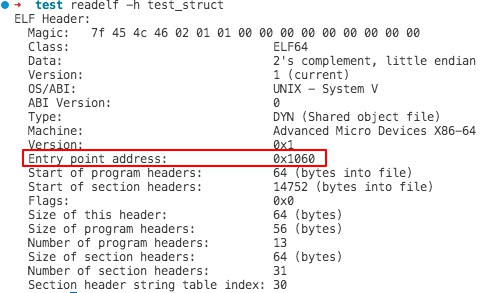 ➜ test readelf -h test_struct
ELF Header:
Magic: 7f 45 4c 46 02 01 01 00 00 00 00 00 00 00 00 00
Class: ELF64
Data: 2's complement, little endian
Version: 1 (current)
OS/ABI: UNIX - System V
ABI Version: 0
Type: DYN (Shared object file)
Machine: Advanced Micro Devices X86-64
Version: 0x1
Entry point address: 0x1060
Start of program headers: 64 (bytes into file)
Start of section headers: 14752 (bytes into file)
Flags: 0x0
Size of this header: 64 (bytes)
Size of program headers: 56 (bytes)
Number of program headers: 13
Size of section headers: 64 (bytes)
Number of section headers: 31
Section header string table index: 30